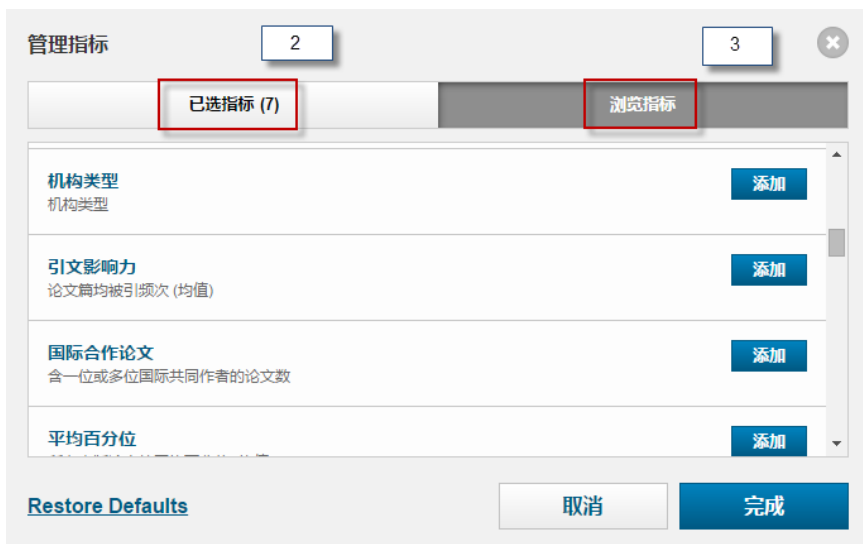 管理指标
2
3
已选指标 (7)
浏览指标
机构类型
添加
机构类型
引文影响力
添加
论文篇均被引频次 (均值)
国际合作论文
添加
含一位或多位国际共同作者的论文数
平均百分位
添加
Restore Defaults
取消
完成